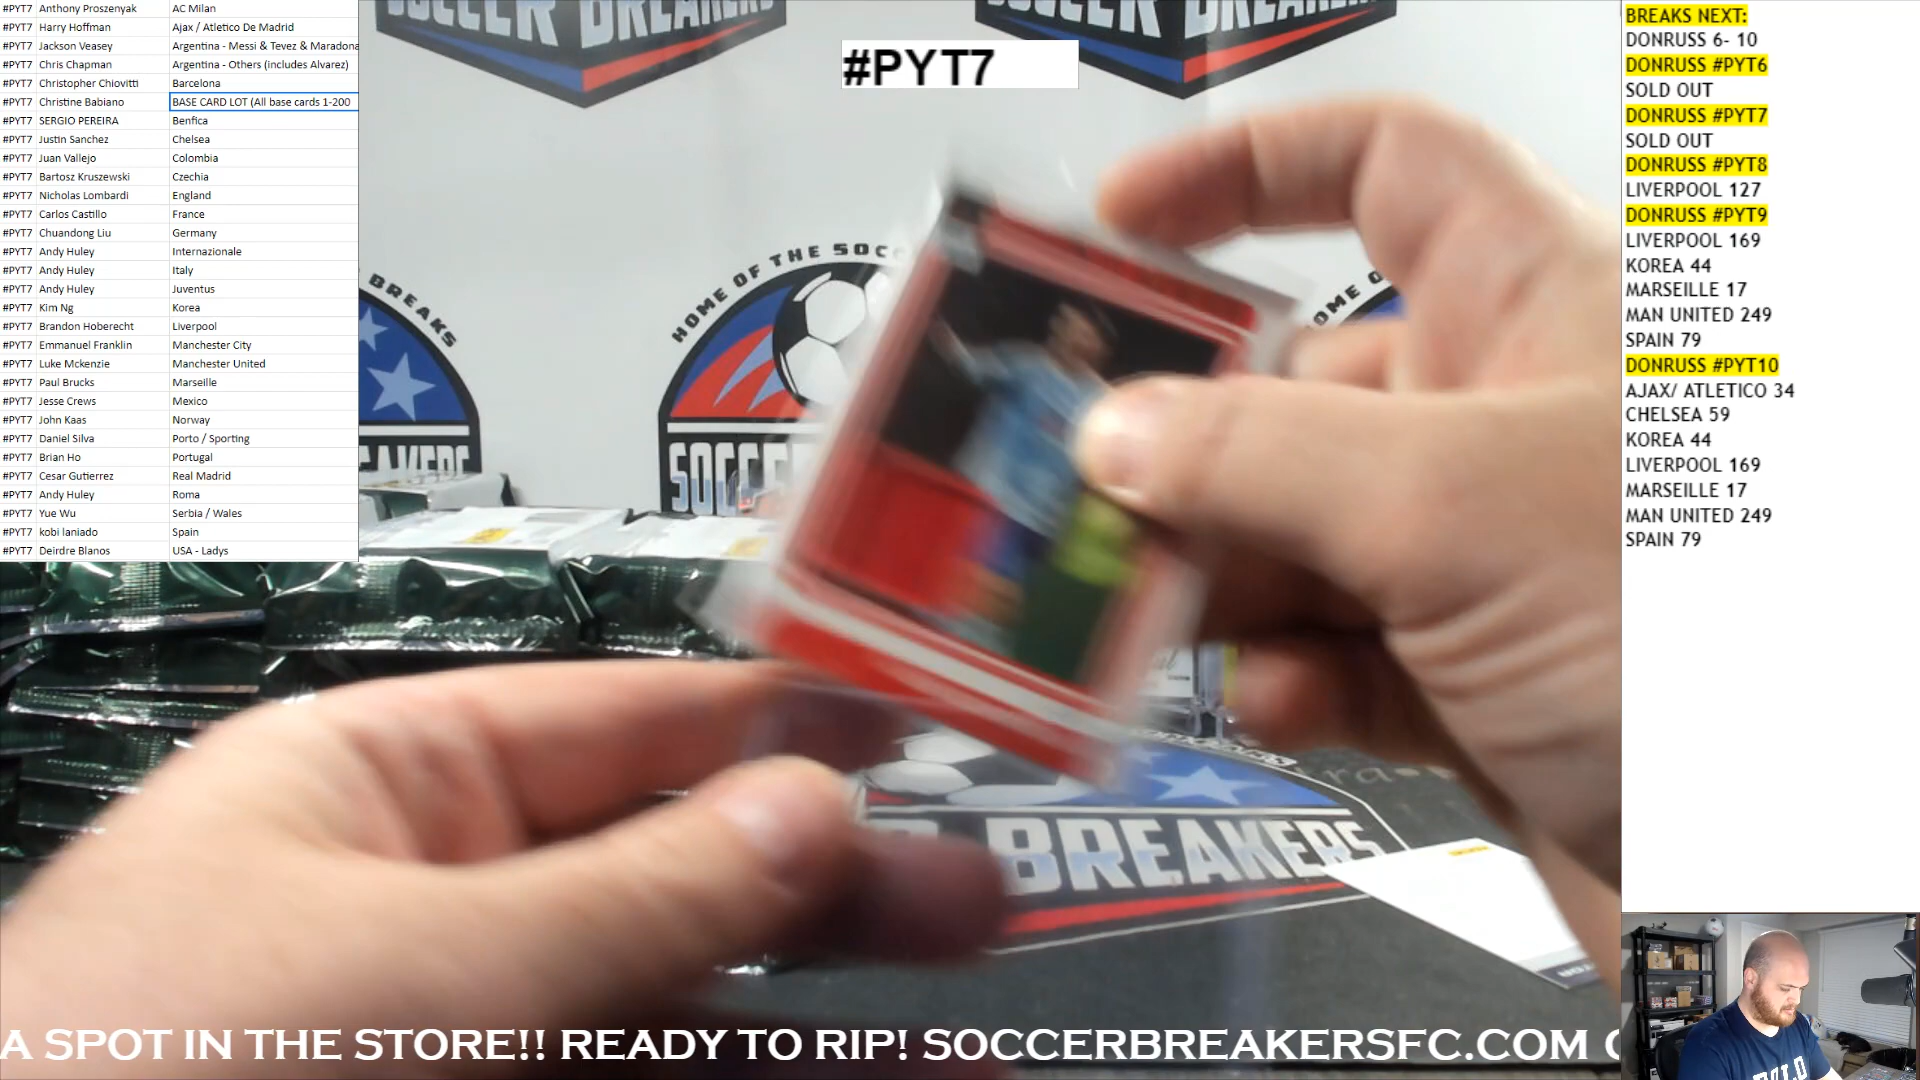 #PYT7 Anthony Proszenyak AC Milan
#PYT7 Harry Hoffman Ajax / Atletico De Madrid
#PYT7 Jackson Veasey Argentina - Messi & Tevez & Maradona
#PYT7 Chris Chapman Argentina - Others (includes Alvarez)
#PYT7 Christopher Chiovitti Barcelona
#PYT7 Christine Babiano BASE CARD LOT (All base cards 1-200
#PYT7 SERGIO PEREIRA Benfica
#PYT7 Justin Sanchez Chelsea
#PYT7 Juan Vallejo Colombia
#PYT7 Bartosz Kruszewski Czechia
#PYT7 Nicholas Lombardi England
#PYT7 Carlos Castillo France
#PYT7 Chuandong Liu Germany
#PYT7 Andy Huley Internazionale
#PYT7 Andy Huley Italy
#PYT7 Andy Huley Juventus
#PYT7 Kim Ng Korea
#PYT7 Brandon Hoberecht Liverpool
#PYT7 Emmanuel Franklin Manchester City
#PYT7 Luke Mckenzie Manchester United
#PYT7 Paul Brucks Marseille
#PYT7 Jesse Crews Mexico
#PYT7 John Kaas Norway
#PYT7 Daniel Silva Porto / Sporting
#PYT7 Brian Ho Portugal
#PYT7 Cesar Gutierrez Real Madrid
#PYT7 Andy Huley Roma
#PYT7 Yue Wu Serbia / Wales
#PYT7 kobi laniado Spain
#PYT7 Deirdre Blanos USA - Ladys
SOCCER BREAKERS
#PYT7
HOME OF THE SOCC
BREAKS
HOME O
SOCC
BREAKERS
BREAKERS
BREAKS NEXT:
DONRUSS 6- 10
DONRUSS #PYT6
SOLD OUT
DONRUSS #PYT7
SOLD OUT
DONRUSS #PYT8
LIVERPOOL 127
DONRUSS #PYT9
LIVERPOOL 169
KOREA 44
MARSEILLE 17
MAN UNITED 249
SPAIN 79
DONRUSS #PYT10
AJAX/ ATLETICO 34
CHELSEA 59
KOREA 44
LIVERPOOL 169
MARSEILLE 17
MAN UNITED 249
SPAIN 79
A SPOT IN THE STORE!! READY TO RIP! SOCCERBREAKERSFC.COM